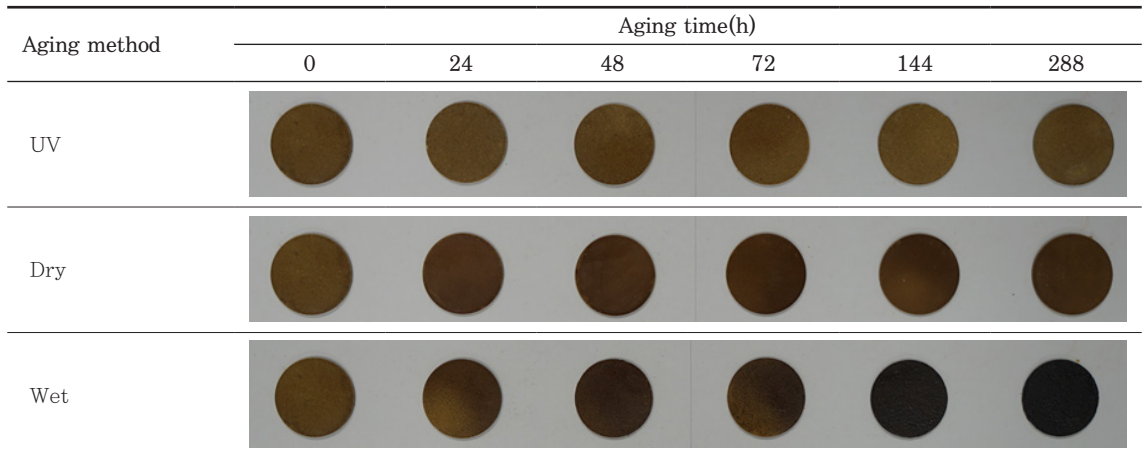 Aging method
Aging time(h)
0 24 48 72 144 288
UV
Dry
Wet